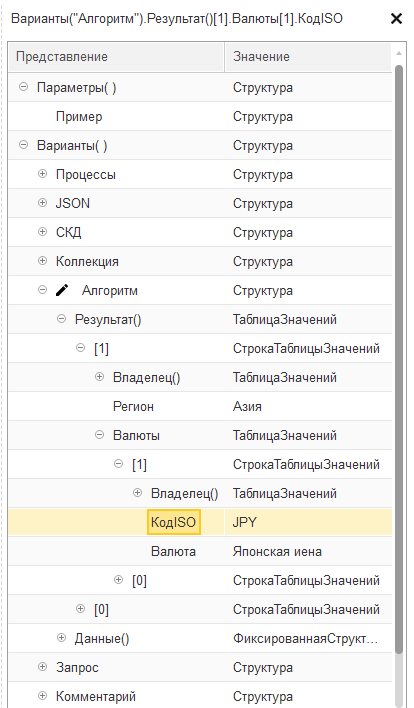 Варианты("Алгоритм").Результат()[1].Валюты[1].КодISO
Представление Значение
Параметры( ) Структура
Пример Структура
Варианты( ) Структура
Процессы Структура
JSON Структура
СКД Структура
Коллекция Структура
Алгоритм Структура
Результат() ТаблицаЗначений
[1] СтрокаТаблицыЗначений
Владелец() ТаблицаЗначений
Регион Азия
Валюты ТаблицаЗначений
[1] СтрокаТаблицыЗначений
Владелец() ТаблицаЗначений
КодISO JPY
Валюта Японская иена
[0] СтрокаТаблицыЗначений
[0] СтрокаТаблицыЗначений
Данные() ФиксированнаяСтрукт...
Запрос Структура
Комментарий Структура